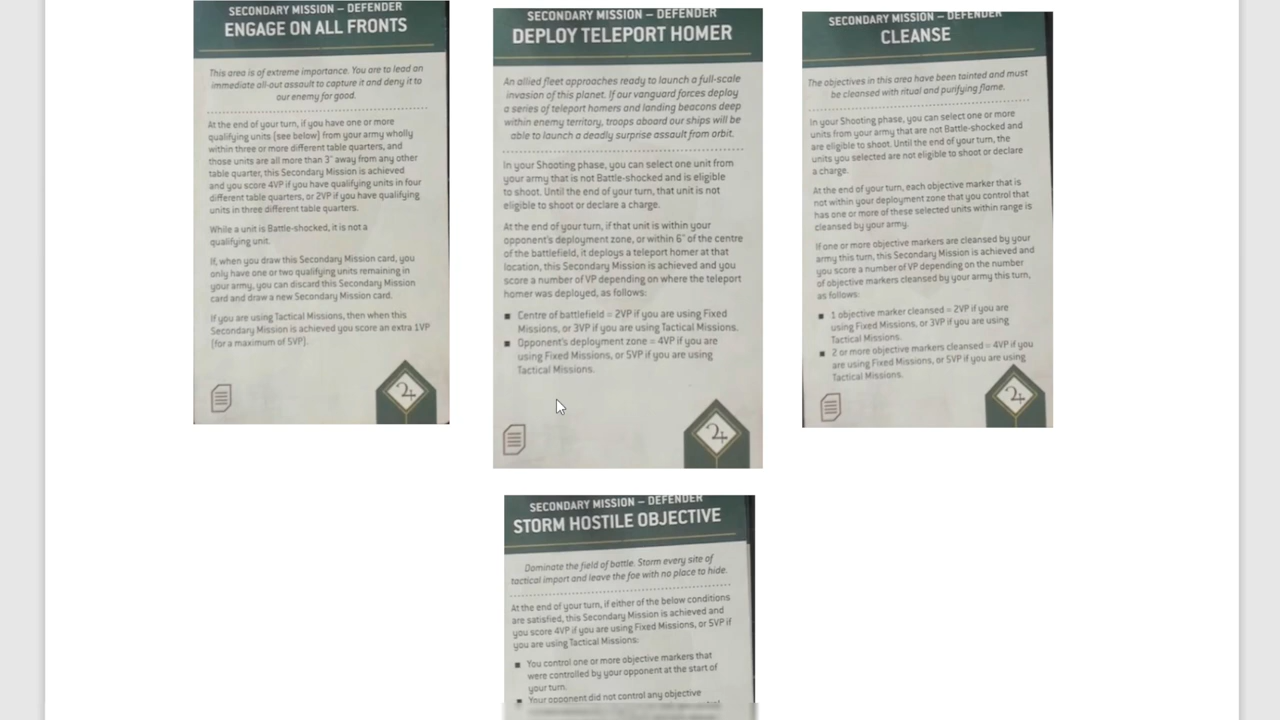 SECONDARY MISSION – DEFENDER
ENGAGE ON ALL FRONTS
This area is of extreme importance. You are to lead an
immediate all-out assault to capture it and deny it to
our enemy for good.
At the end of your turn, if you have one or more
qualifying units (see below) from your army wholly
within three or more different table quarters, and
those units are all more than 3" away from any other
table quarter, this Secondary Mission is achieved
and you score 4VP if you have qualifying units in four
different table quarters, or 2VP if you have qualifying
units in three different table quarters.
While a unit is Battle-shocked, it is not a
qualifying unit.
If, when you draw this Secondary Mission card, you
only have one or two qualifying units remaining in
your army, you can discard this Secondary Mission
card and draw a new Secondary Mission card.
If you are using Tactical Missions, then when this
Secondary Mission is achieved you score an extra 1VP
(for a maximum of 5VP).
SECONDARY MISSION – DEFENDER
DEPLOY TELEPORT HOMER
An allied fleet approaches ready to launch a full-scale
invasion of this planet. If our vanguard forces deploy
a series of teleport homers and landing beacons deep
within enemy territory, troops aboard our ships will be
able to launch a deadly surprise assault from orbit.
In your Shooting phase, you can select one unit from
your army that is not Battle-shocked and is eligible
to shoot. Until the end of your turn, that unit is not
eligible to shoot or declare a charge.
At the end of your turn, if that unit is within your
opponent's deployment zone, or within 6" of the centre
of the battlefield, it deploys a teleport homer at that
location, this Secondary Mission is achieved and you
score a number of VP depending on where the teleport
homer was deployed, as follows:
■ Centre of battlefield = 2VP if you are using Fixed
Missions, or 3VP if you are using Tactical Missions.
■ Opponent's deployment zone = 4VP if you are
using Fixed Missions, or 5VP if you are using
Tactical Missions.
SECONDARY MISSION – DEFENDER
CLEANSE
The objectives in this area have been tainted and must
be cleansed with ritual and purifying flame.
In your Shooting phase, you can select one or more
units from your army that are not Battle-shocked and
are eligible to shoot. Until the end of your turn, the
units you selected are not eligible to shoot or declare
a charge.
At the end of your turn, each objective marker that is
not within your deployment zone that you control that
has one or more of these selected units within range is
cleansed by your army.
If one or more objective markers are cleansed by your
army this turn, this Secondary Mission is achieved and
you score a number of VP depending on the number
of objective markers cleansed by your army this turn,
as follows:
■ 1 objective marker cleansed = 2VP if you are
using Fixed Missions, or 3VP if you are using
Tactical Missions.
■ 2 or more objective markers cleansed = 4VP if you
are using Fixed Missions, or 5VP if you are using
Tactical Missions.
SECONDARY MISSION – DEFENDER
STORM HOSTILE OBJECTIVE
Dominate the field of battle. Storm every site of
tactical import and leave the foe with no place to hide.
At the end of your turn, if either of the below conditions
are satisfied, this Secondary Mission is achieved and
you score 4VP if you are using Fixed Missions, or 5VP if
you are using Tactical Missions:
■ You control one or more objective markers that
were controlled by your opponent at the start of
your turn.
■ Your opponent did not control any objective